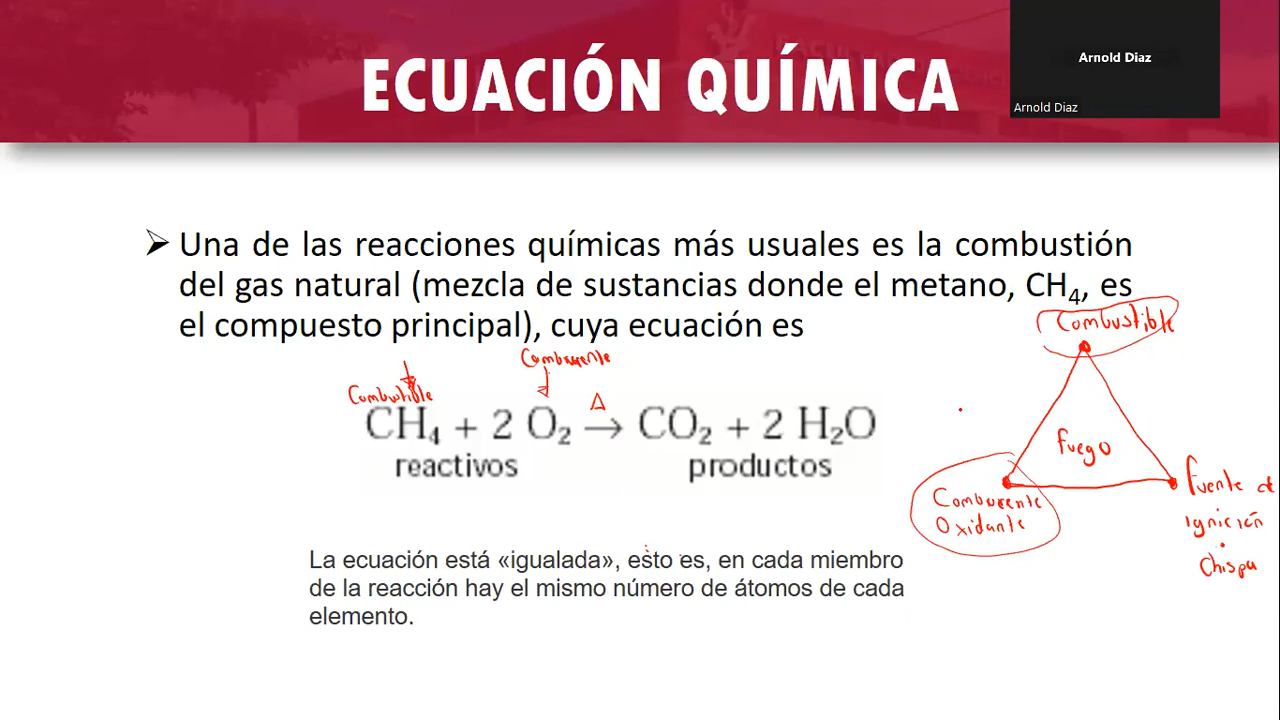 ECUACIÓN QUÍMICA
Arnold Diaz
Arnold Diaz
➢ Una de las reacciones químicas más usuales es la combustión
del gas natural (mezcla de sustancias donde el metano, CH₄, es
el compuesto principal), cuya ecuación es
Combustible
Comburente
Combustible
Δ
CH₄ + 2 O₂ → CO₂ + 2 H₂O
reactivos
productos
fuego
Comburente
Oxidante
fuente de
ignición
Chispa
La ecuación está «igualada», esto es, en cada miembro
de la reacción hay el mismo número de átomos de cada
elemento.